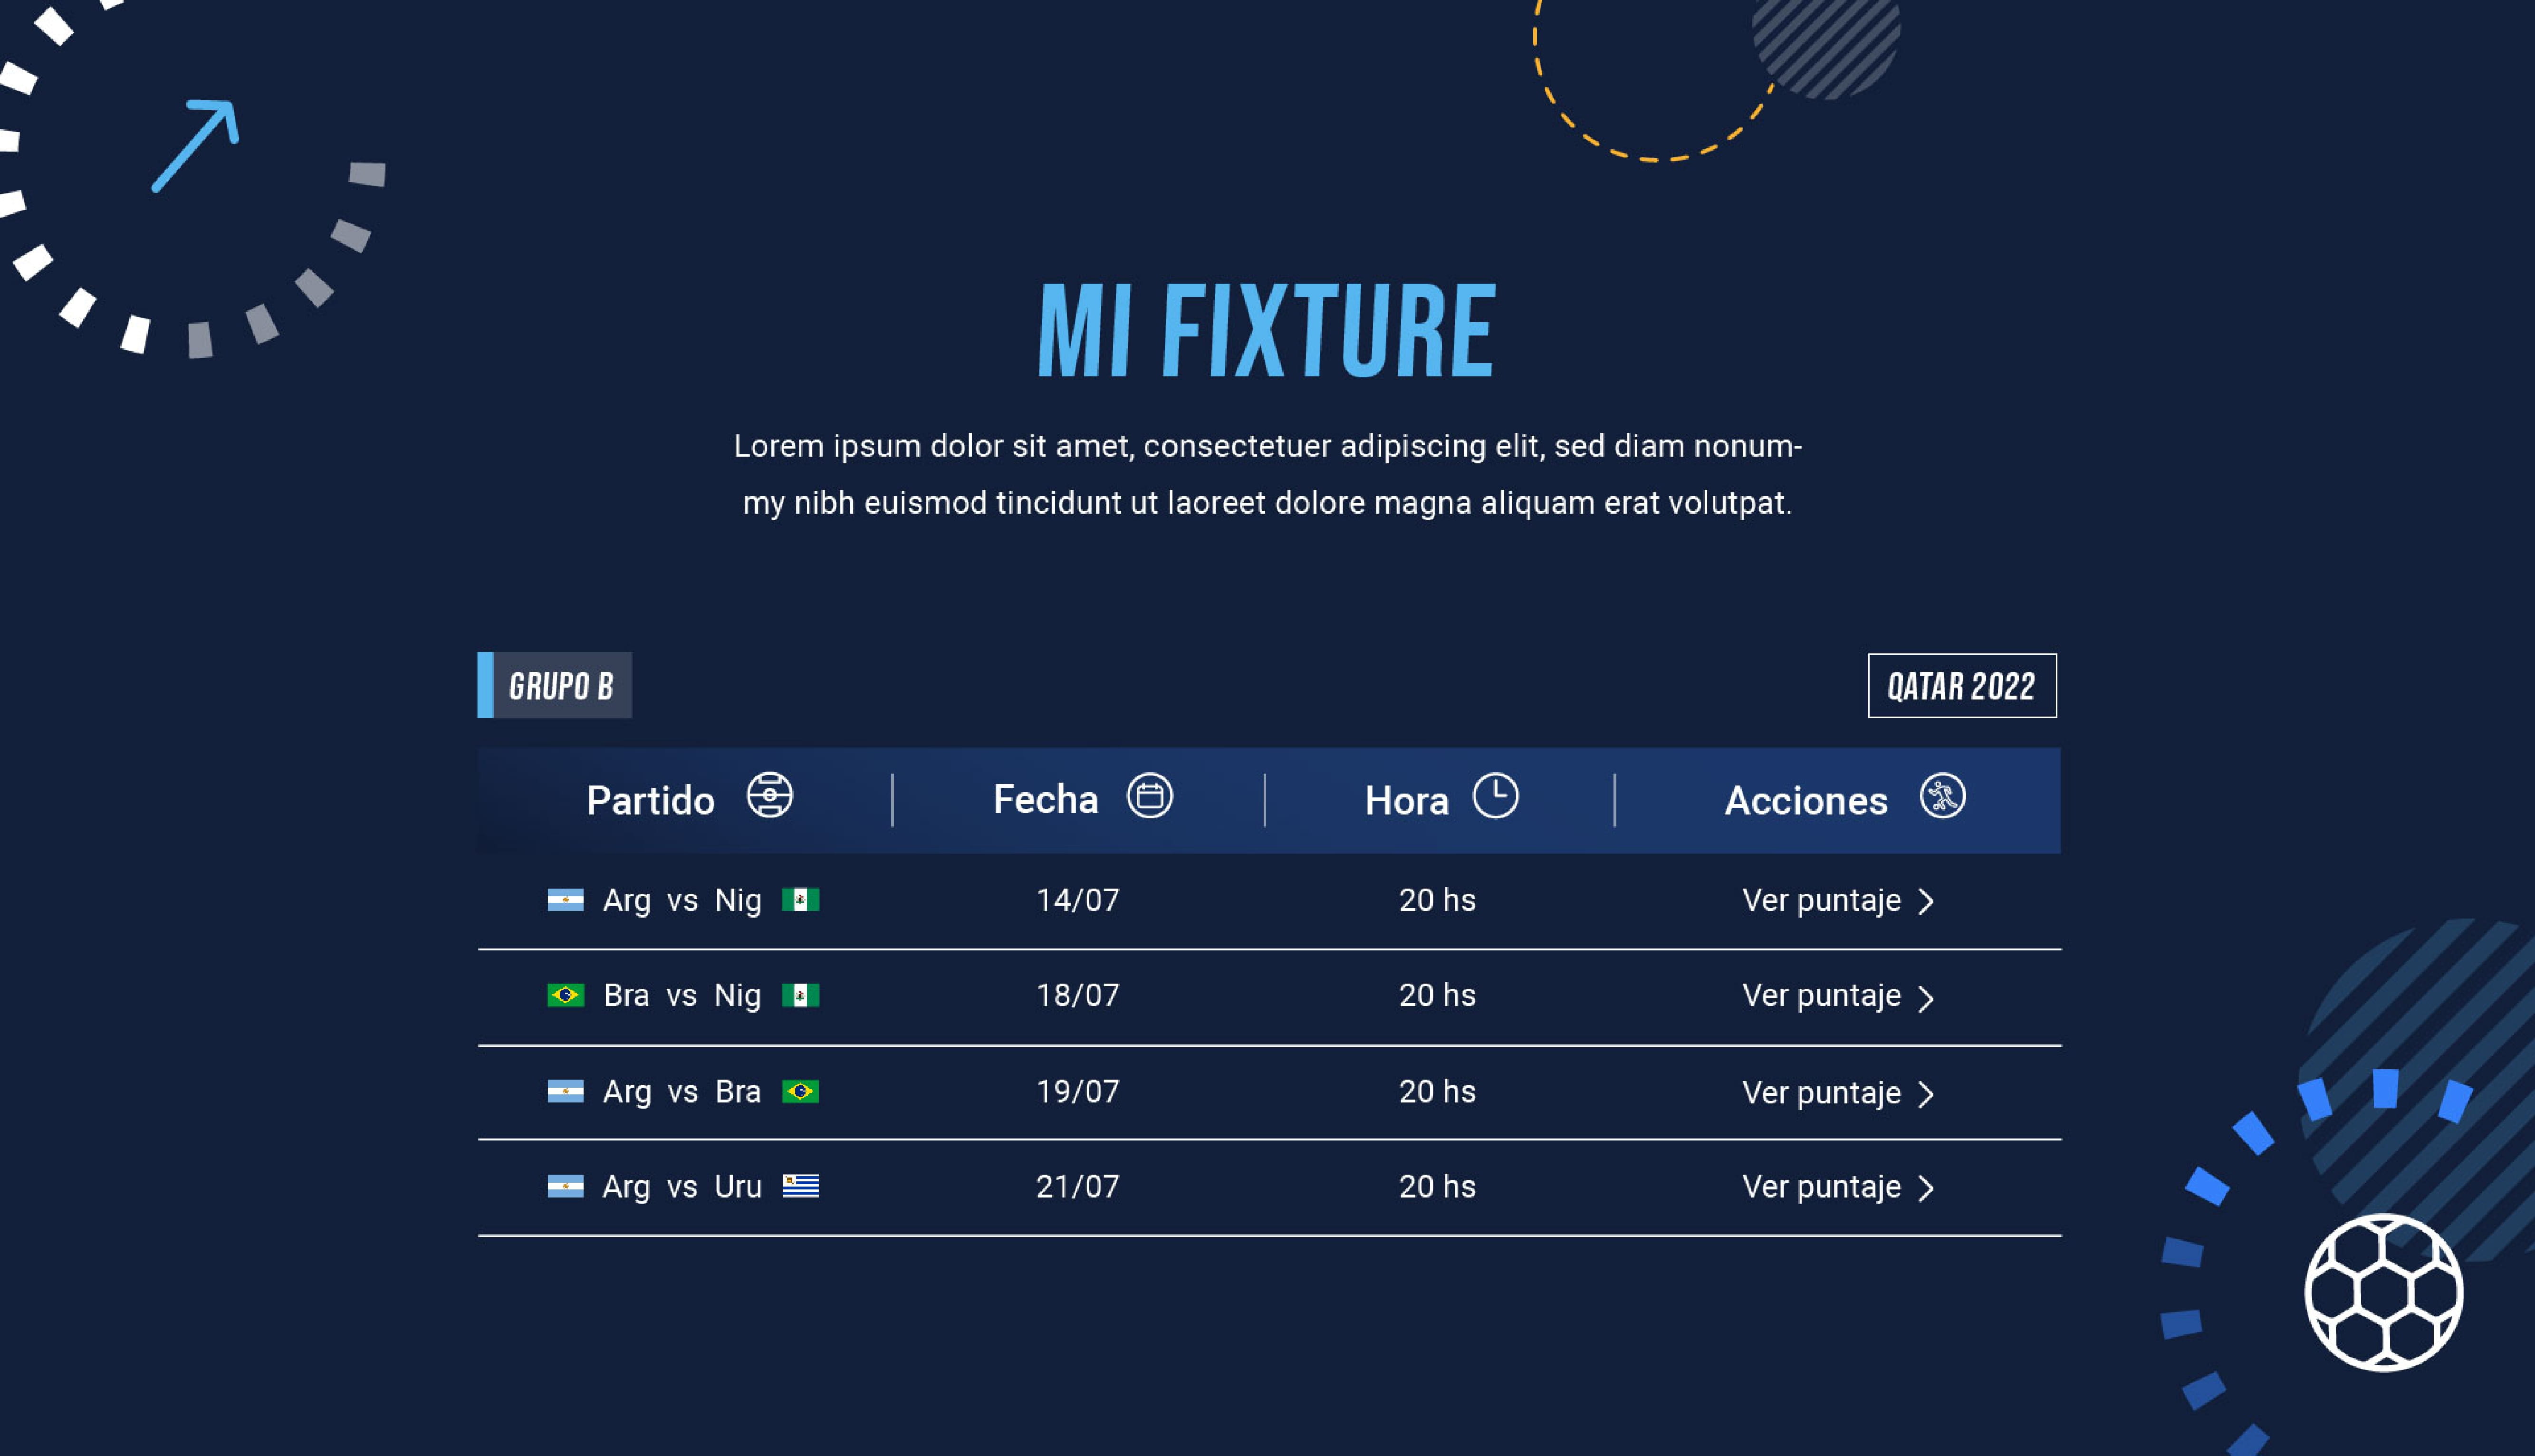 MI FIXTURE
Lorem ipsum dolor sit amet, consectetuer adipiscing elit, sed diam nonum-
my nibh euismod tincidunt ut laoreet dolore magna aliquam erat volutpat.
GRUPO B QATAR 2022
Partido Fecha Hora Acciones
Arg vs Nig 14/07 20 hs Ver puntaje
Bra vs Nig 18/07 20 hs Ver puntaje
Arg vs Bra 19/07 20 hs Ver puntaje
Arg vs Uru 21/07 20 hs Ver puntaje